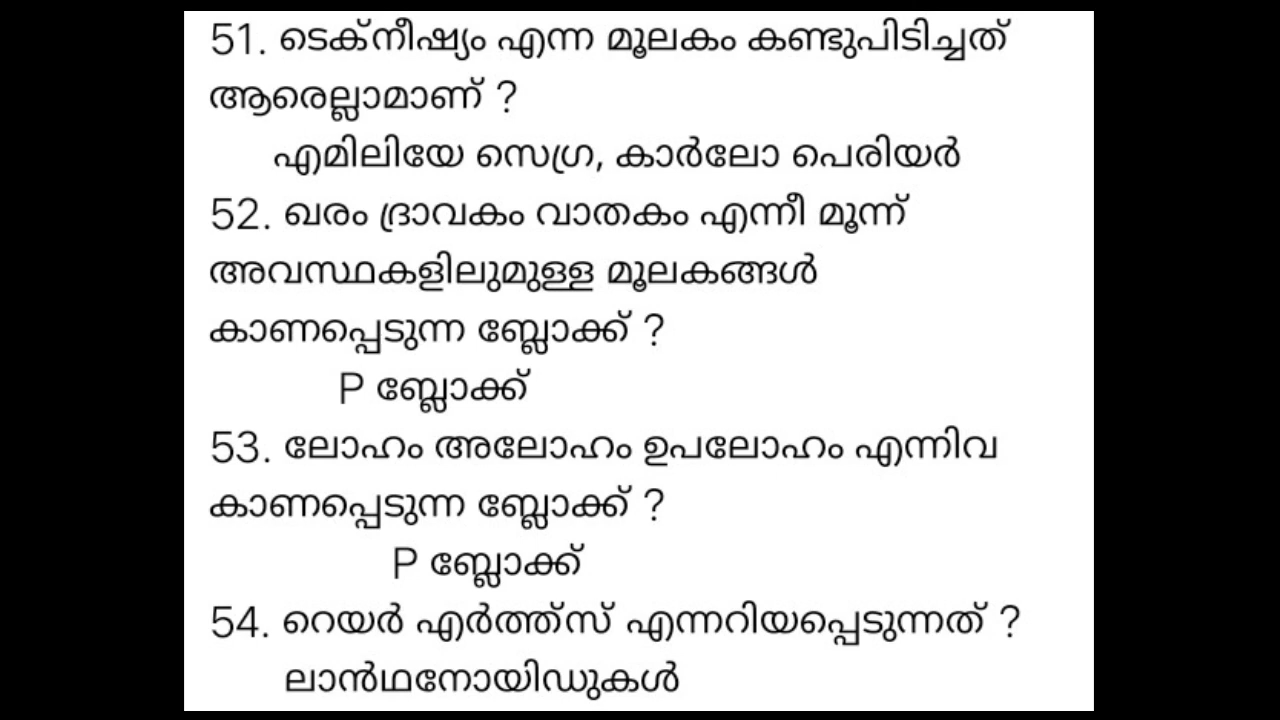 51. ടെക്നീഷ്യം എന്ന മൂലകം കണ്ടുപിടിച്ചത്
ആരെല്ലാമാണ് ?
എമിലിയേ സെഗ്ര, കാർലോ പെരിയർ
52. ഖരം ദ്രാവകം വാതകം എന്നീ മൂന്ന്
അവസ്ഥകളിലുമുള്ള മൂലകങ്ങൾ
കാണപ്പെടുന്ന ബ്ലോക്ക് ?
P ബ്ലോക്ക്
53. ലോഹം അലോഹം ഉപലോഹം എന്നിവ
കാണപ്പെടുന്ന ബ്ലോക്ക് ?
P ബ്ലോക്ക്
54. റെയർ എർത്ത്സ് എന്നറിയപ്പെടുന്നത് ?
ലാൻഥനോയിഡുകൾ